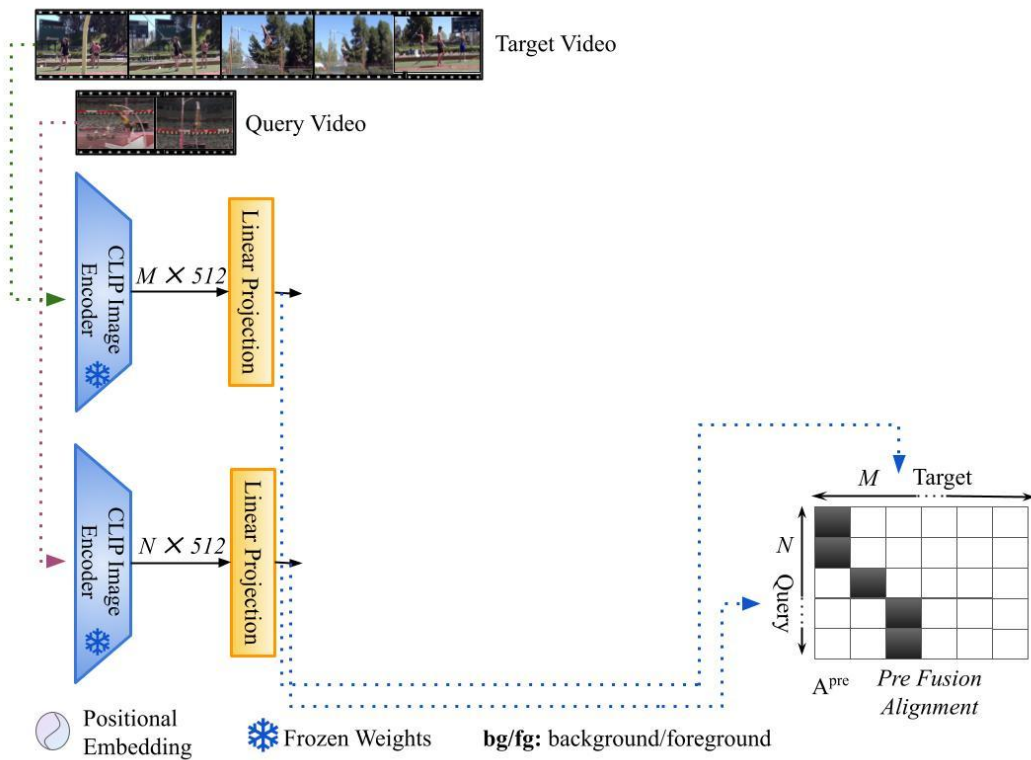 Target Video
Query Video
CLIP Image
Encoder
M × 512
Linear Projection
CLIP Image
Encoder
N × 512
Linear Projection
M Target
N
Query
A^pre
Pre Fusion
Alignment
Positional
Embedding
Frozen Weights
bg/fg: background/foreground